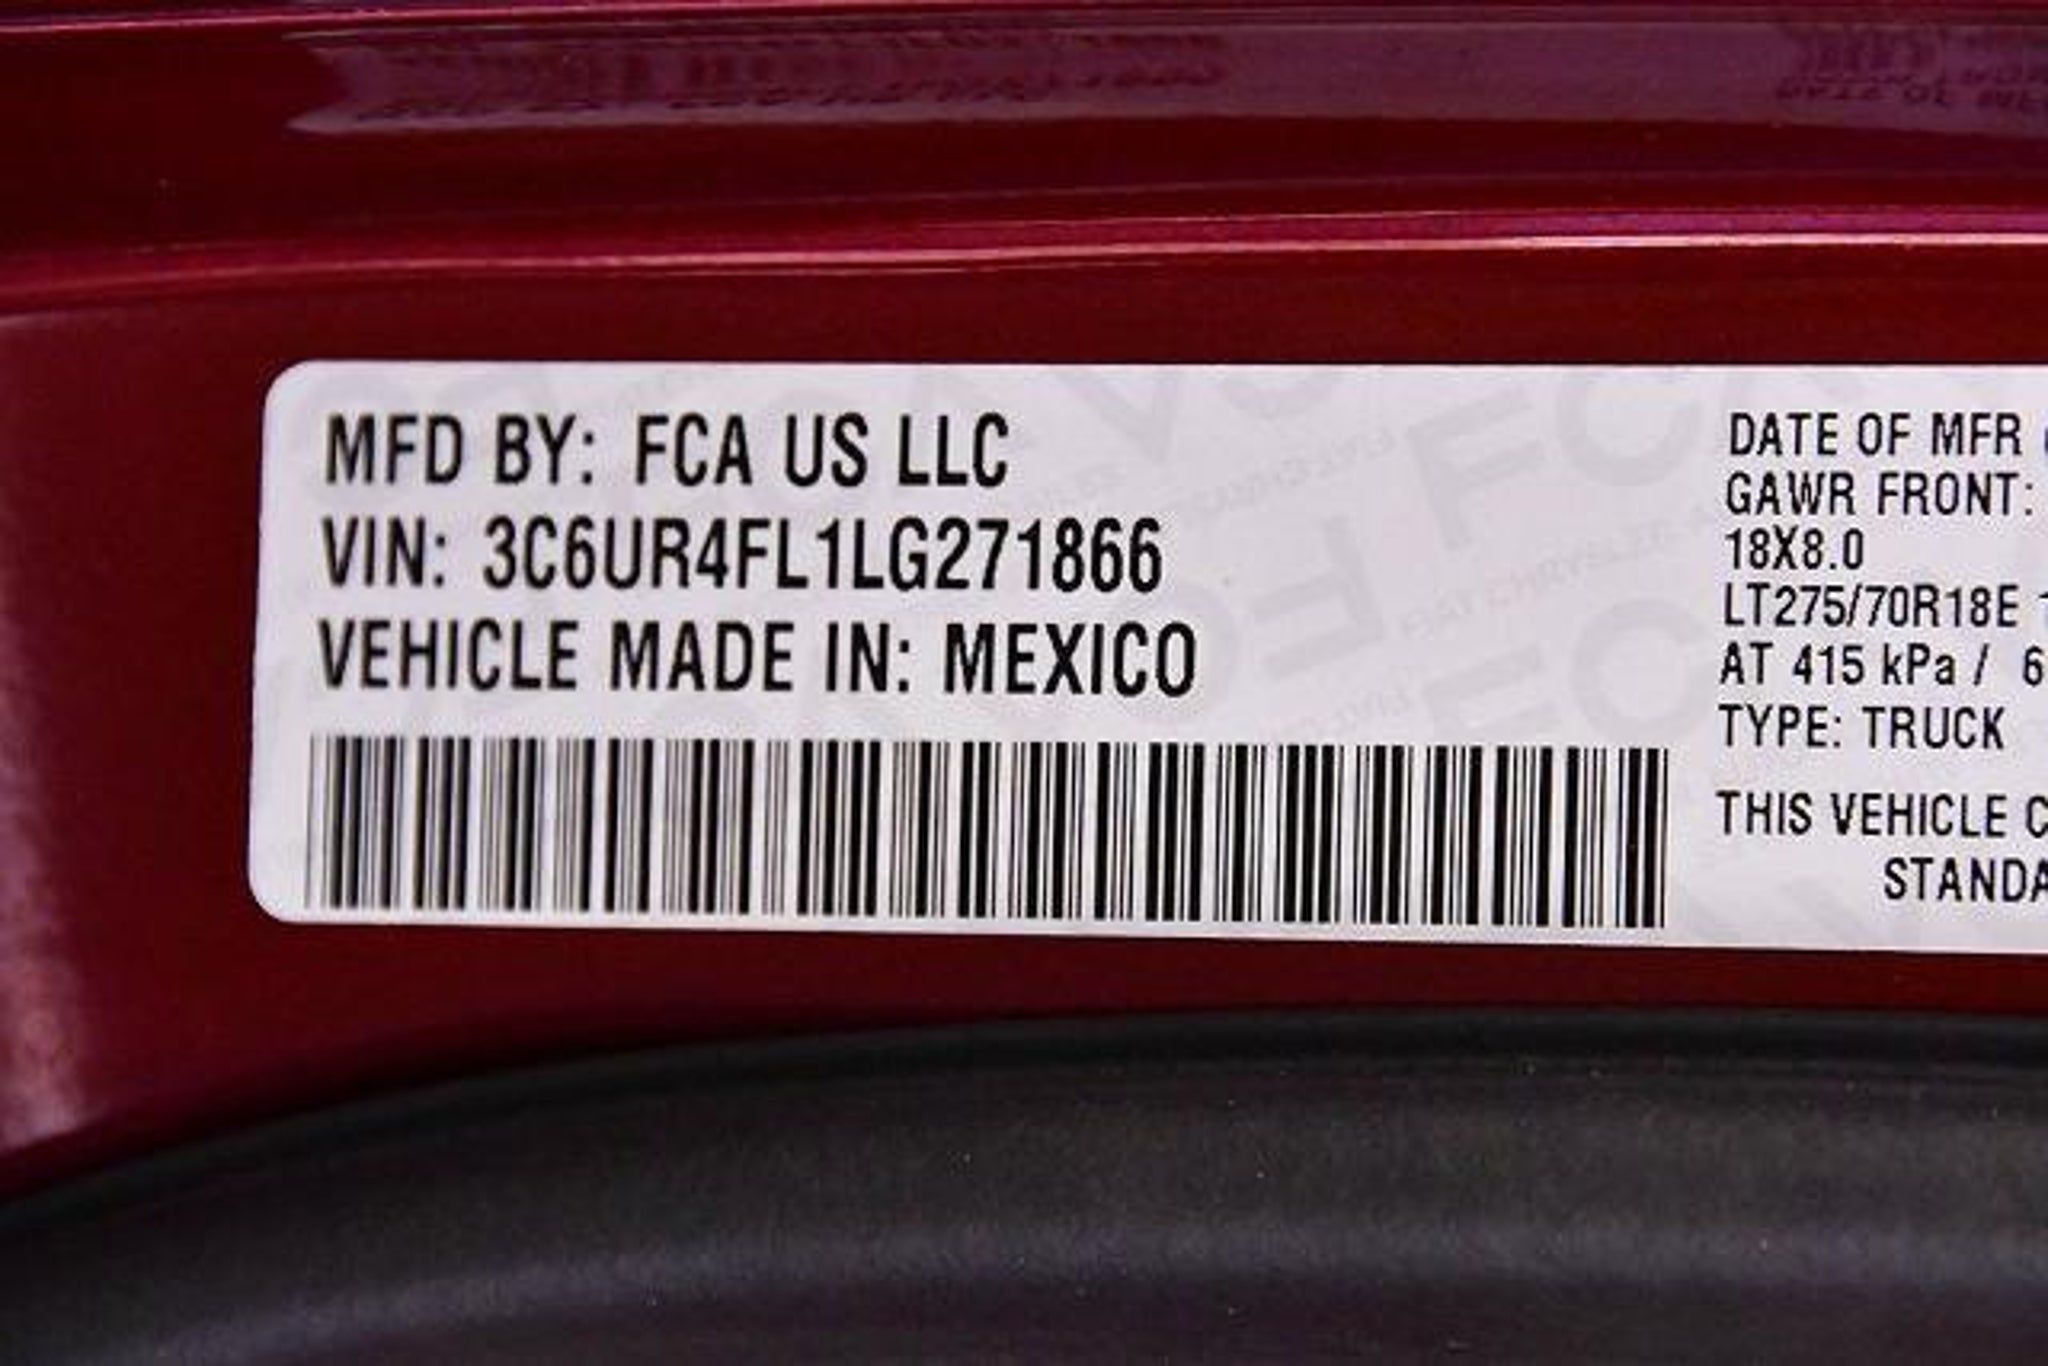 MFD BY: FCA US LLC
VIN: 3C6UR4FL1LG271866
VEHICLE MADE IN: MEXICO
DATE OF MFR
GAWR FRONT:
18X8.0
LT275/70R18E
AT 415 kPa / 6
TYPE: TRUCK
THIS VEHICLE C
STANDA